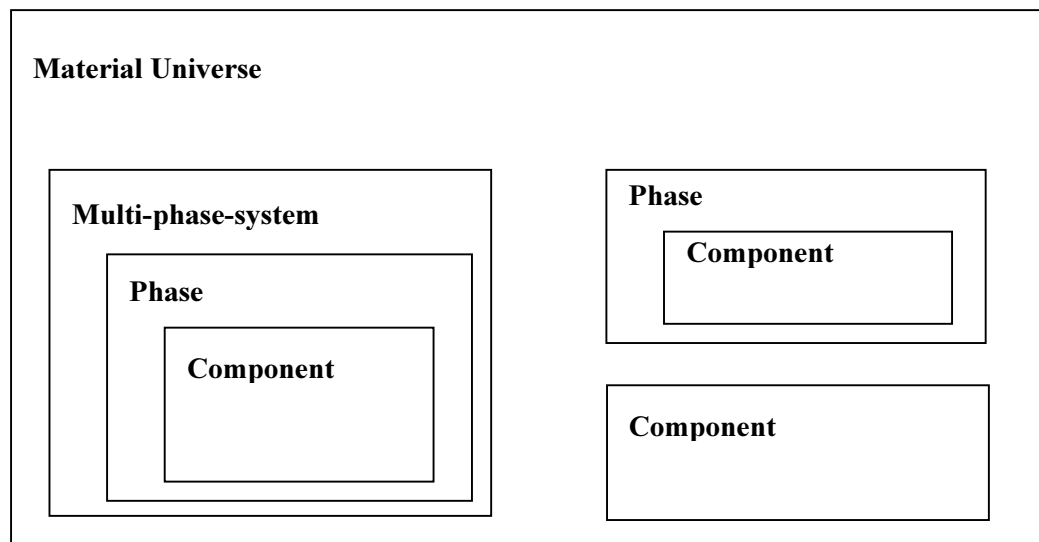 Material Universe
Multi-phase-system
Phase
Component
Phase
Component
Component